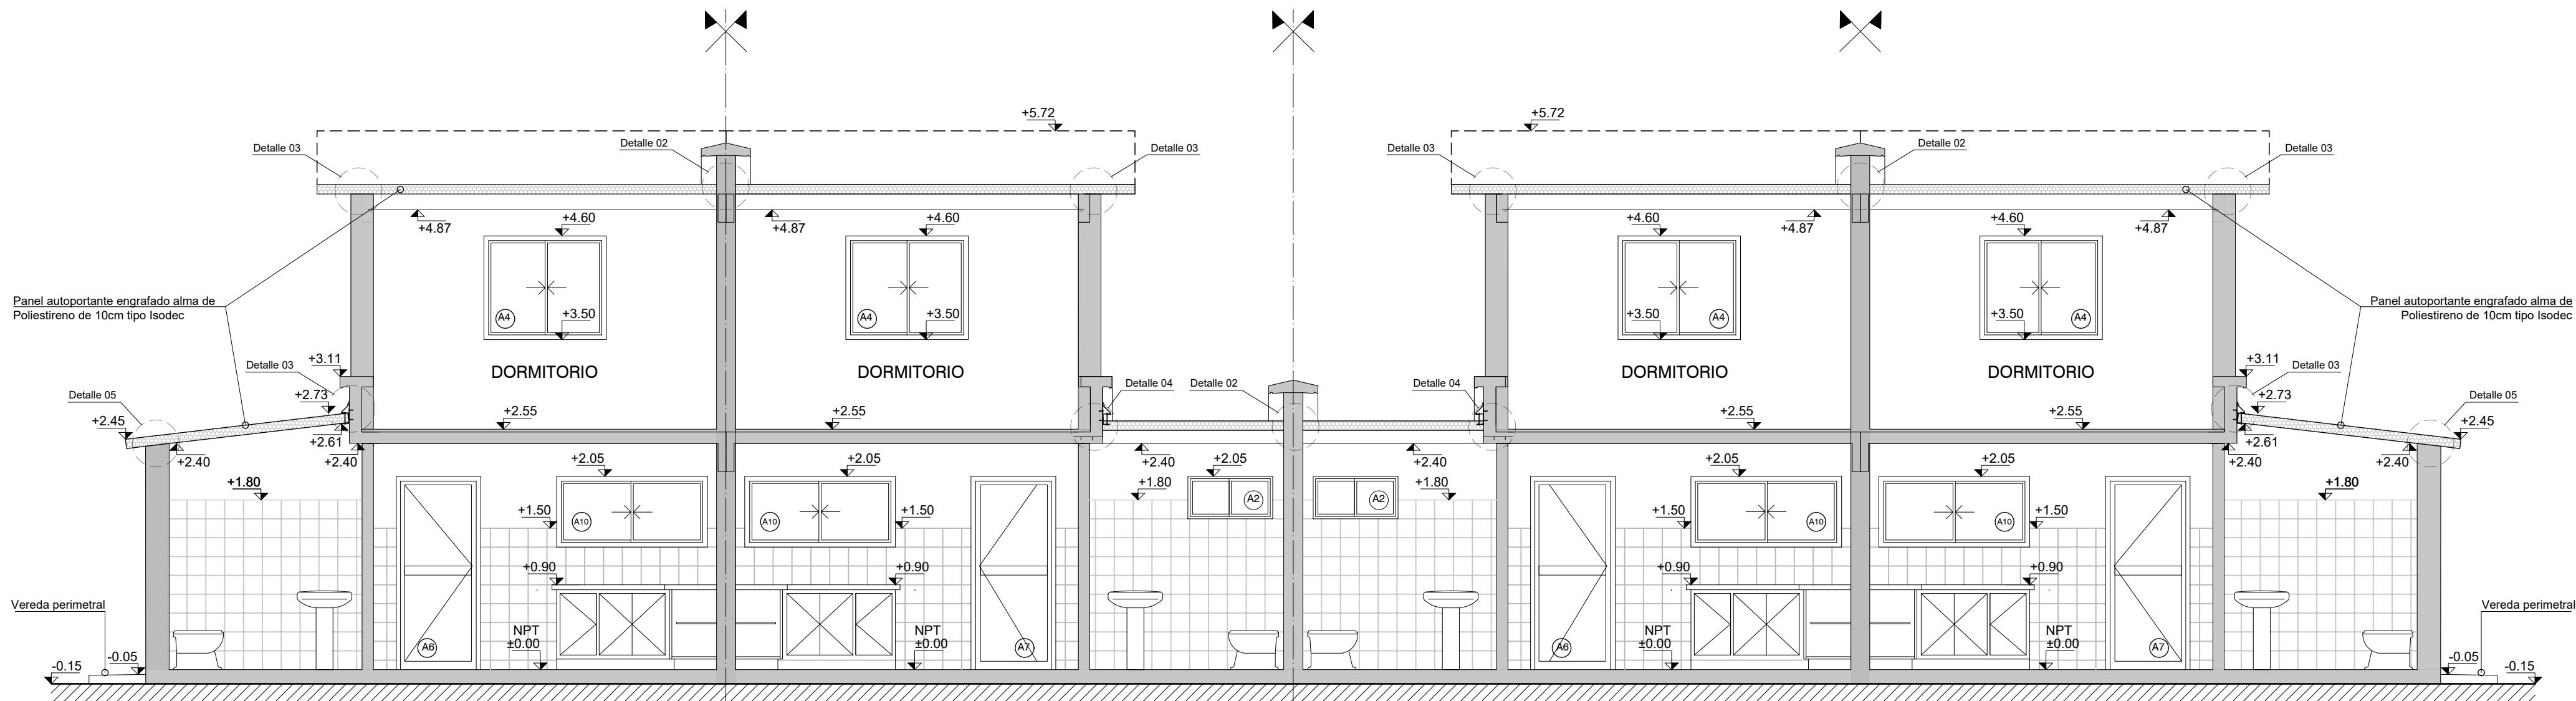 +5.72
+5.72
Detalle 03
Detalle 02
Detalle 03
Detalle 03
Detalle 02
Detalle 03
+4.60
+4.60
+4.60
+4.60
+4.87
+4.87
+4.87
+4.87
Panel autoportante engrafado alma de
Poliestireno de 10cm tipo Isodec
A4
+3.50
A4
+3.50
+3.50
A4
+3.50
A4
Panel autoportante engrafado alma de
Poliestireno de 10cm tipo Isodec
Detalle 03
+3.11
DORMITORIO
DORMITORIO
DORMITORIO
DORMITORIO
+3.11
Detalle 03
Detalle 05
+2.73
Detalle 04
Detalle 02
Detalle 04
+2.73
Detalle 05
+2.45
+2.55
+2.55
+2.55
+2.55
+2.45
+2.61
+2.61
+2.40
+2.40
+2.40
+2.40
+2.40
+2.40
+2.05
+2.05
+2.05
+2.05
+2.05
+2.05
+1.80
+1.80
+1.80
+1.80
A2
A2
+1.50
A10
A10
+1.50
+1.50
A10
A10
+1.50
+0.90
+0.90
+0.90
+0.90
Vereda perimetral
Vereda perimetral
NPT
±0.00
NPT
±0.00
NPT
±0.00
NPT
±0.00
A6
A7
A6
A7
-0.15
-0.05
-0.05
-0.15